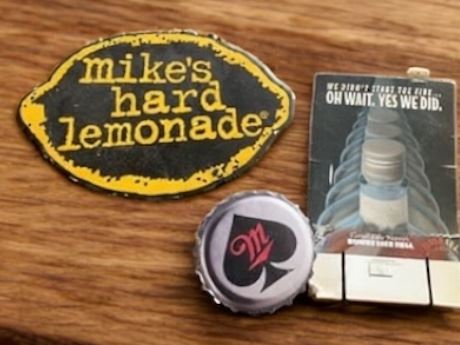 mike's
hard
lemonade®
WE DIDN'T START THE FIRE...
OH WAIT. YES WE DID.
M